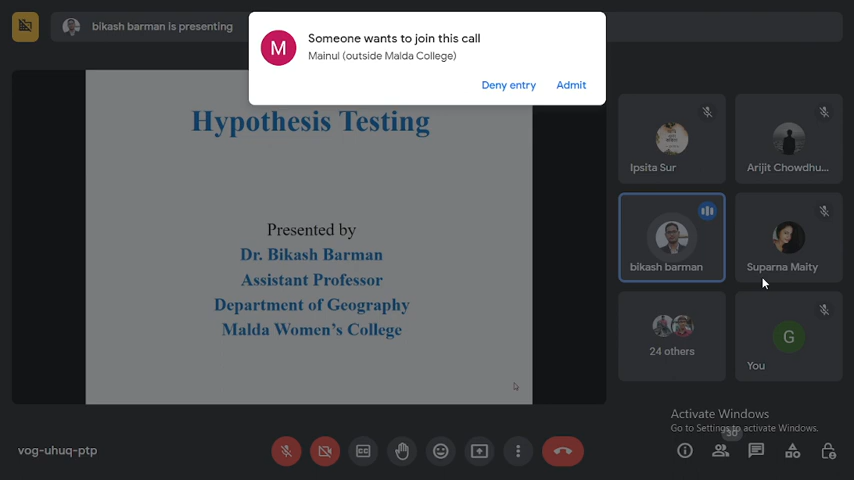 bikash barman is presenting
Someone wants to join this call
Mainul (outside Malda College)
Deny entry
Admit
M
Hypothesis Testing
Presented by
Dr. Bikash Barman
Assistant Professor
Department of Geography
Malda Women's College
Ipsita Sur
Arijit Chowdhu...
bikash barman
Suparna Maity
24 others
G
You
Activate Windows
Go to Settings to activate Windows.
30
vog-uhuq-ptp
CC